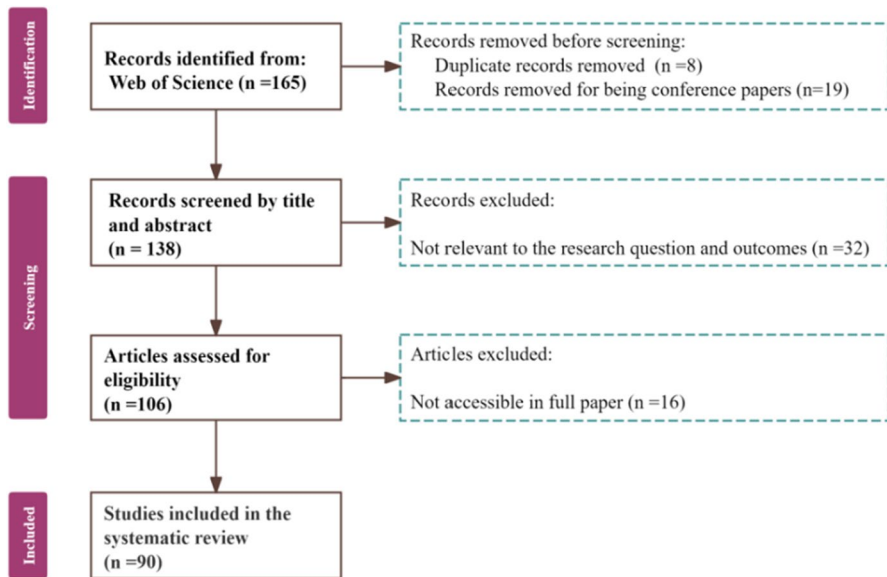 Identification
Records identified from:
Web of Science (n =165)
Records removed before screening:
Duplicate records removed (n =8)
Records removed for being conference papers (n=19)
Screening
Records screened by title
and abstract
(n = 138)
Records excluded:
Not relevant to the research question and outcomes (n =32)
Articles assessed for
eligibility
(n =106)
Articles excluded:
Not accessible in full paper (n =16)
Included
Studies included in the
systematic review
(n =90)